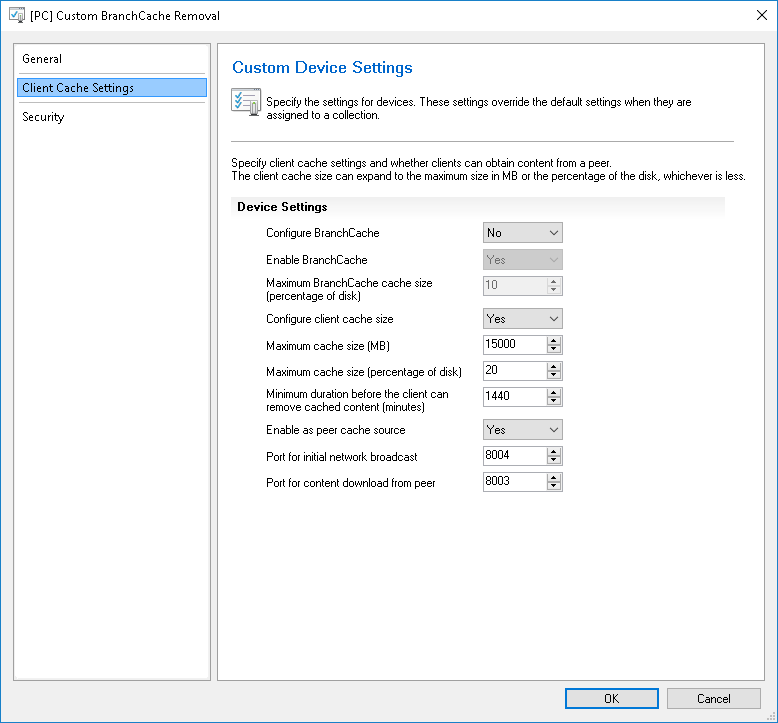 [PC] Custom BranchCache Removal
General
Client Cache Settings
Security
Custom Device Settings
Specify the settings for devices. These settings override the default settings when they are
assigned to a collection.
Specify client cache settings and whether clients can obtain content from a peer.
The client cache size can expand to the maximum size in MB or the percentage of the disk, whichever is less.
Device Settings
Configure BranchCache No
Enable BranchCache Yes
Maximum BranchCache cache size 10
(percentage of disk)
Configure client cache size Yes
Maximum cache size (MB) 15000
Maximum cache size (percentage of disk) 20
Minimum duration before the client can 1440
remove cached content (minutes)
Enable as peer cache source Yes
Port for initial network broadcast 8004
Port for content download from peer 8003
OK Cancel